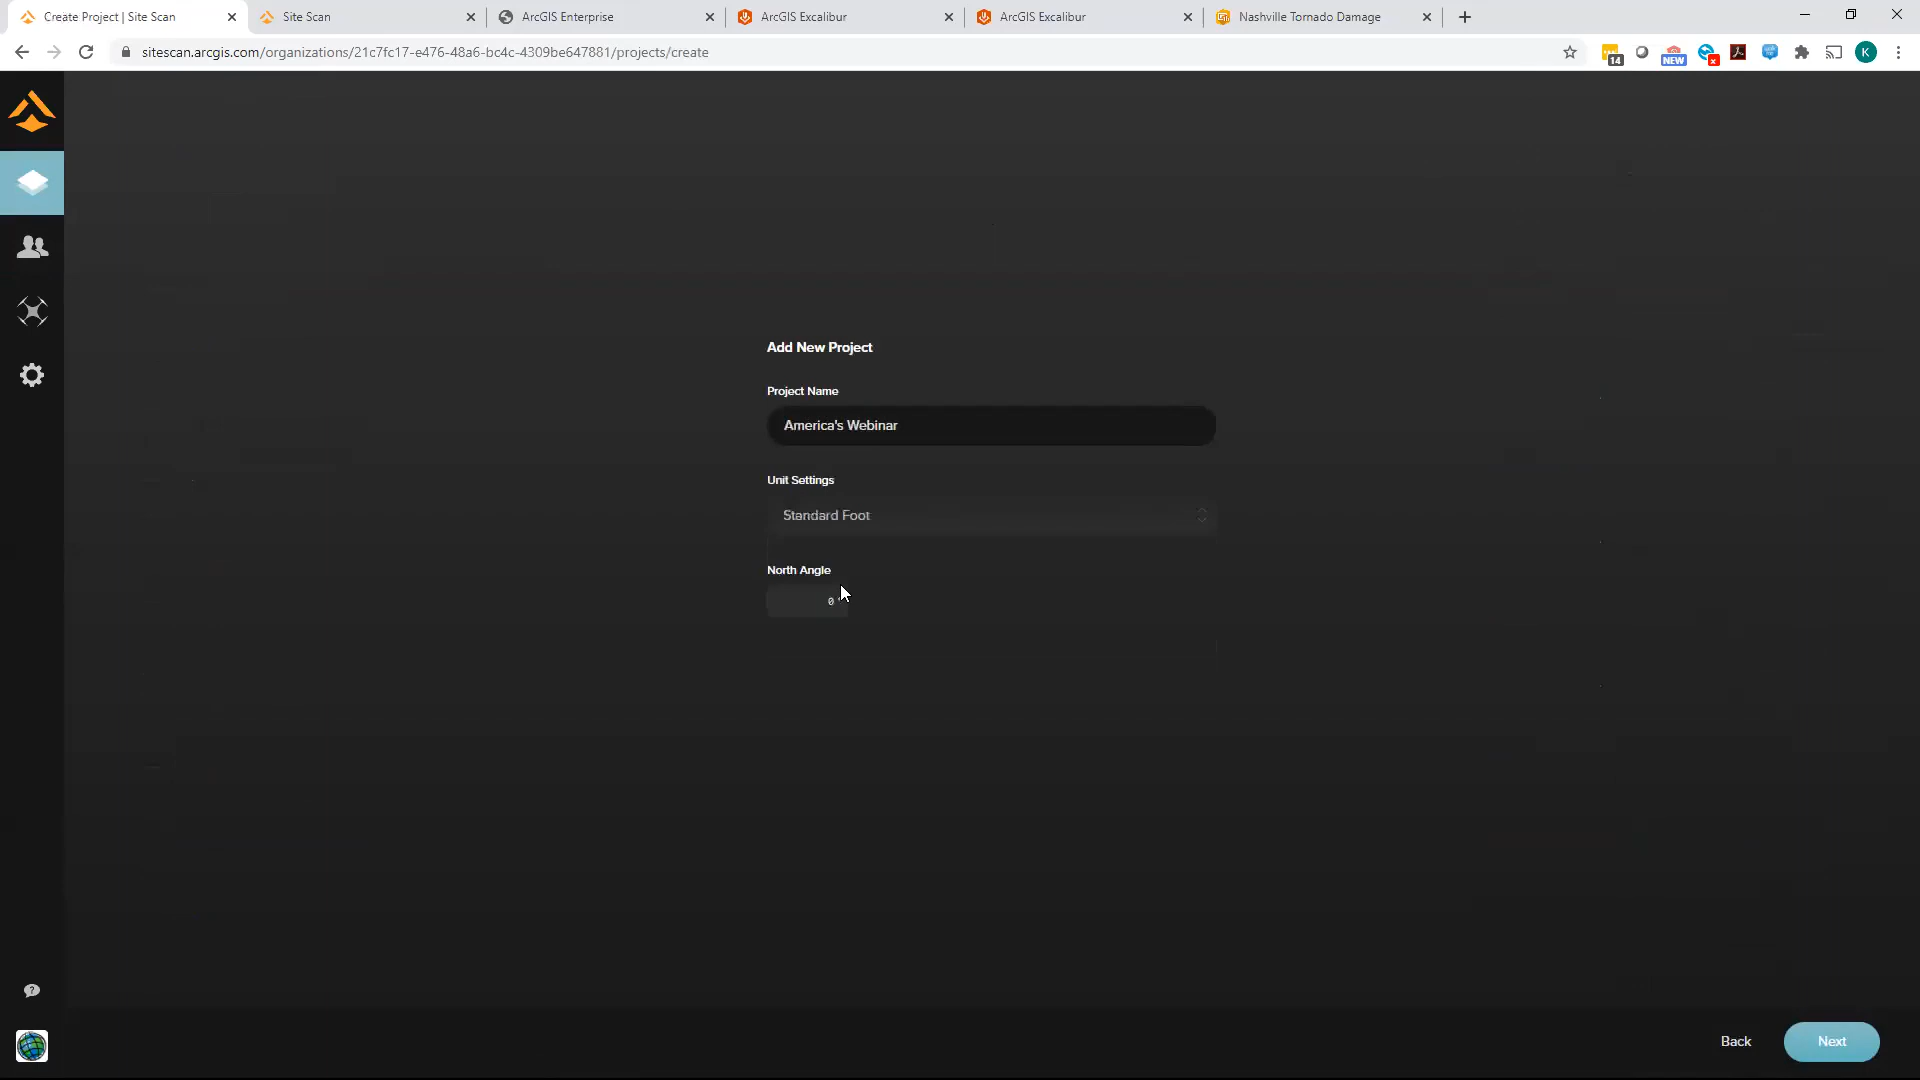 Create Project | Site Scan
Site Scan
ArcGIS Enterprise
ArcGIS Excalibur
ArcGIS Excalibur
Nashville Tornado Damage
sitescan.arcgis.com/organizations/21c7fc17-e476-48a6-bc4c-4309be647881/projects/create
14
NEW
K
Add New Project
Project Name
America's Webinar
Unit Settings
Standard Foot
North Angle
0
?
Back
Next